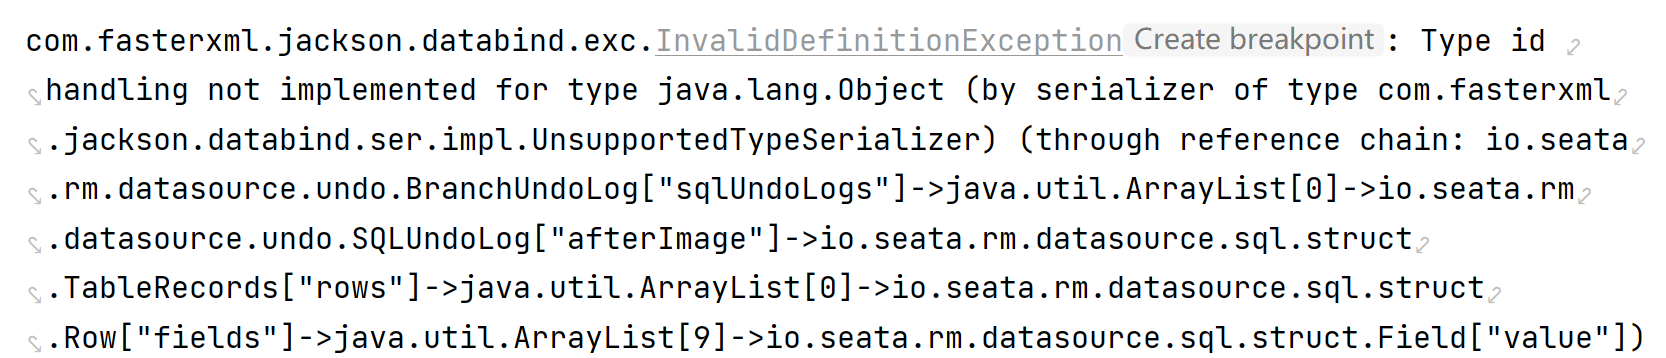 com.fasterxml.jackson.databind.exc.InvalidDefinitionException Create breakpoint : Type id
handling not implemented for type java.lang.Object (by serializer of type com.fasterxml
.jackson.databind.ser.impl.UnsupportedTypeSerializer) (through reference chain: io.seata
.rm.datasource.undo.BranchUndoLog["sqlUndoLogs"]->java.util.ArrayList[0]->io.seata.rm
.datasource.undo.SQLUndoLog["afterImage"]->io.seata.rm.datasource.sql.struct
.TableRecords["rows"]->java.util.ArrayList[0]->io.seata.rm.datasource.sql.struct
.Row["fields"]->java.util.ArrayList[9]->io.seata.rm.datasource.sql.struct.Field["value"])